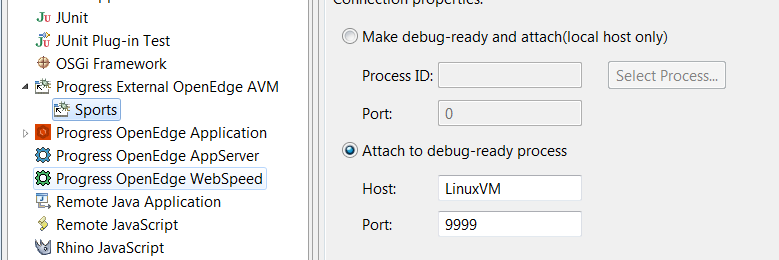 Connection properties:
JUnit
JUnit Plug-in Test
OSGi Framework
Progress External OpenEdge AVM
Sports
Progress OpenEdge Application
Progress OpenEdge AppServer
Progress OpenEdge WebSpeed
Remote Java Application
Remote JavaScript
Rhino JavaScript
Make debug-ready and attach(local host only)
Process ID:
Select Process...
Port:
0
Attach to debug-ready process
Host:
LinuxVM
Port:
9999